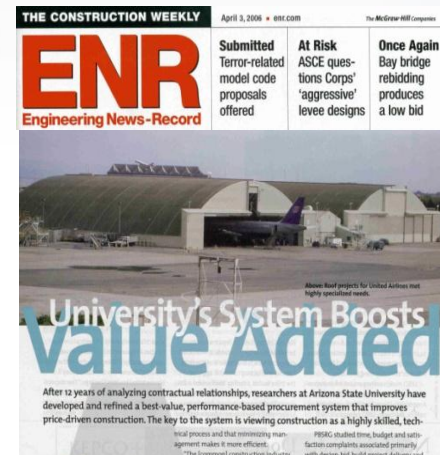 THE CONSTRUCTION WEEKLY
April 3, 2006 • enr.com
The McGraw-Hill Companies
ENR
Engineering News-Record
Submitted
Terror-related
model code
proposals
offered
At Risk
ASCE ques-
tions Corps'
'aggressive'
levee designs
Once Again
Bay bridge
rebidding
produces
a low bid
Above: Roof projects for United Airlines met
highly specialized needs.
University's System Boosts
Value Added
After 12 years of analyzing contractual relationships, researchers at Arizona State University have
developed and refined a best-value, performance-based procurement system that improves
price-driven construction. The key to the system is viewing construction as a highly skilled, tech-
nical process and that minimizing man-
agement makes it more efficient.
PBSRG studied time, budget and satis-
faction complaints associated primarily